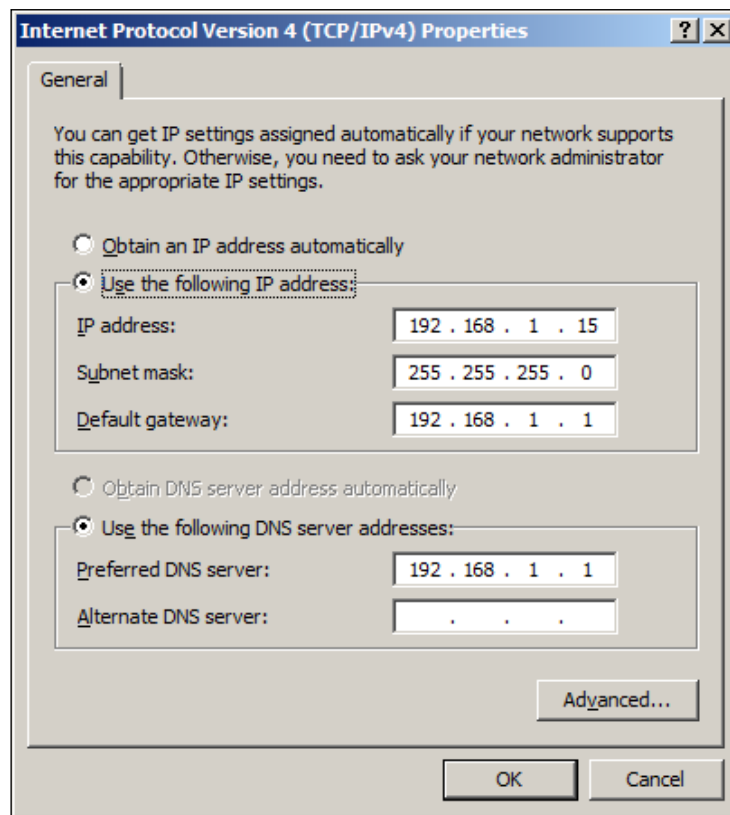 Internet Protocol Version 4 (TCP/IPv4) Properties
General
You can get IP settings assigned automatically if your network supports
this capability. Otherwise, you need to ask your network administrator
for the appropriate IP settings.
Obtain an IP address automatically
Use the following IP address:
IP address: 192 . 168 . 1 . 15
Subnet mask: 255 . 255 . 255 . 0
Default gateway: 192 . 168 . 1 . 1
Obtain DNS server address automatically
Use the following DNS server addresses:
Preferred DNS server: 192 . 168 . 1 . 1
Alternate DNS server: . . .
Advanced...
OK Cancel